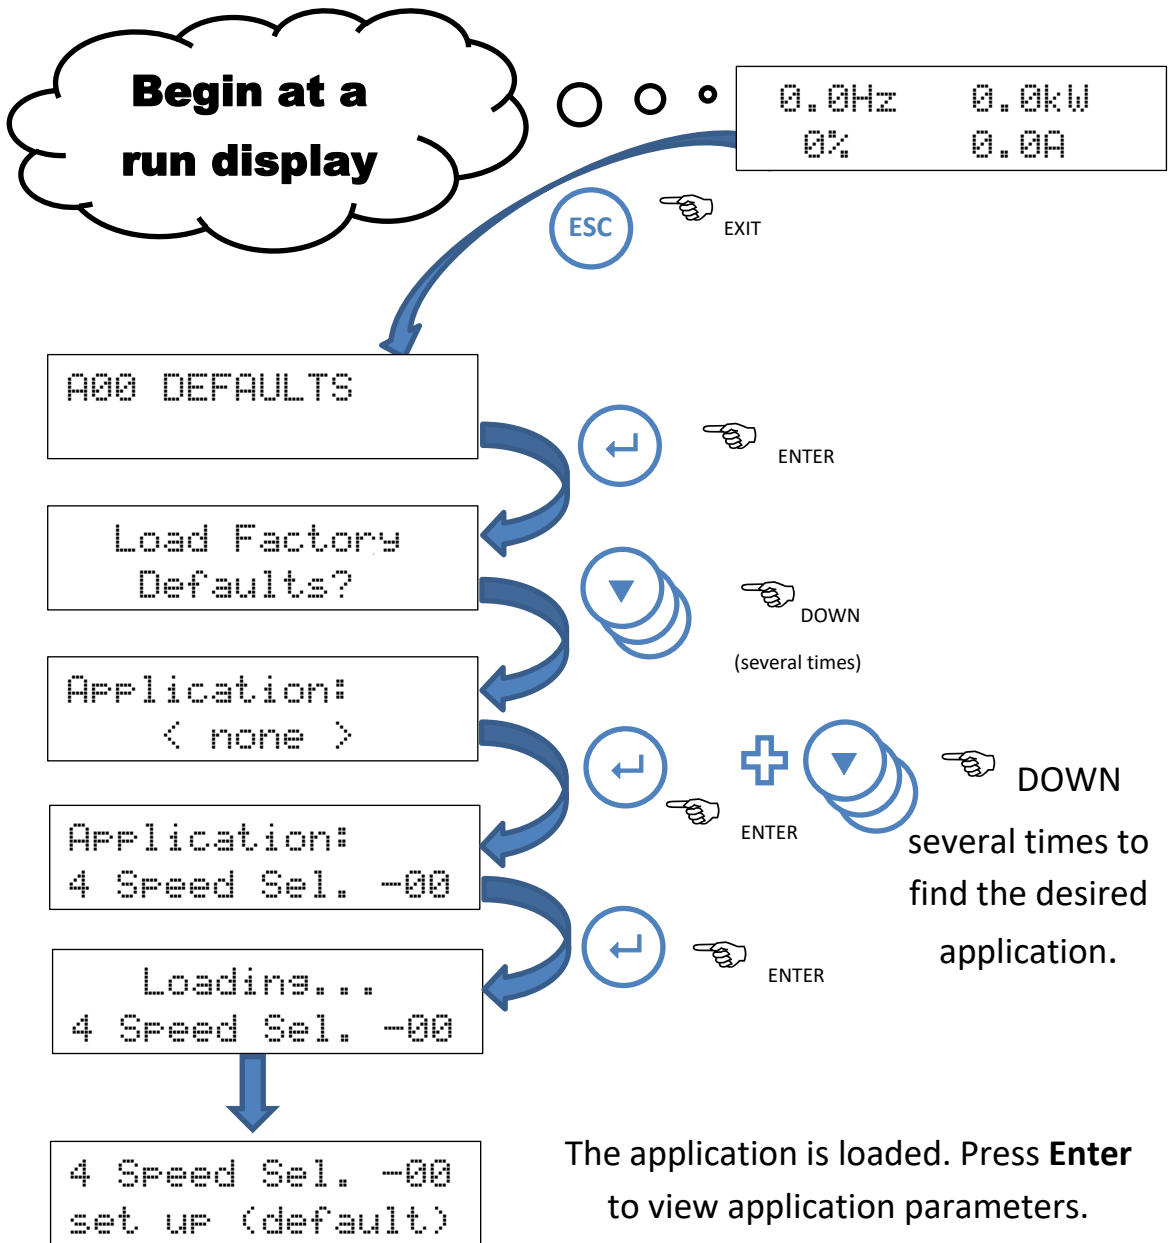 Begin at a
run display
0.0Hz 0.0kW
0% 0.0A
ESC
EXIT
A00 DEFAULTS
ENTER
Load Factory
Defaults?
DOWN
(several times)
Application:
< none >
ENTER
DOWN
several times to
find the desired
application.
Application:
4 Speed Sel. -00
ENTER
Loading...
4 Speed Sel. -00
4 Speed Sel. -00
set up (default)
The application is loaded. Press Enter
to view application parameters.